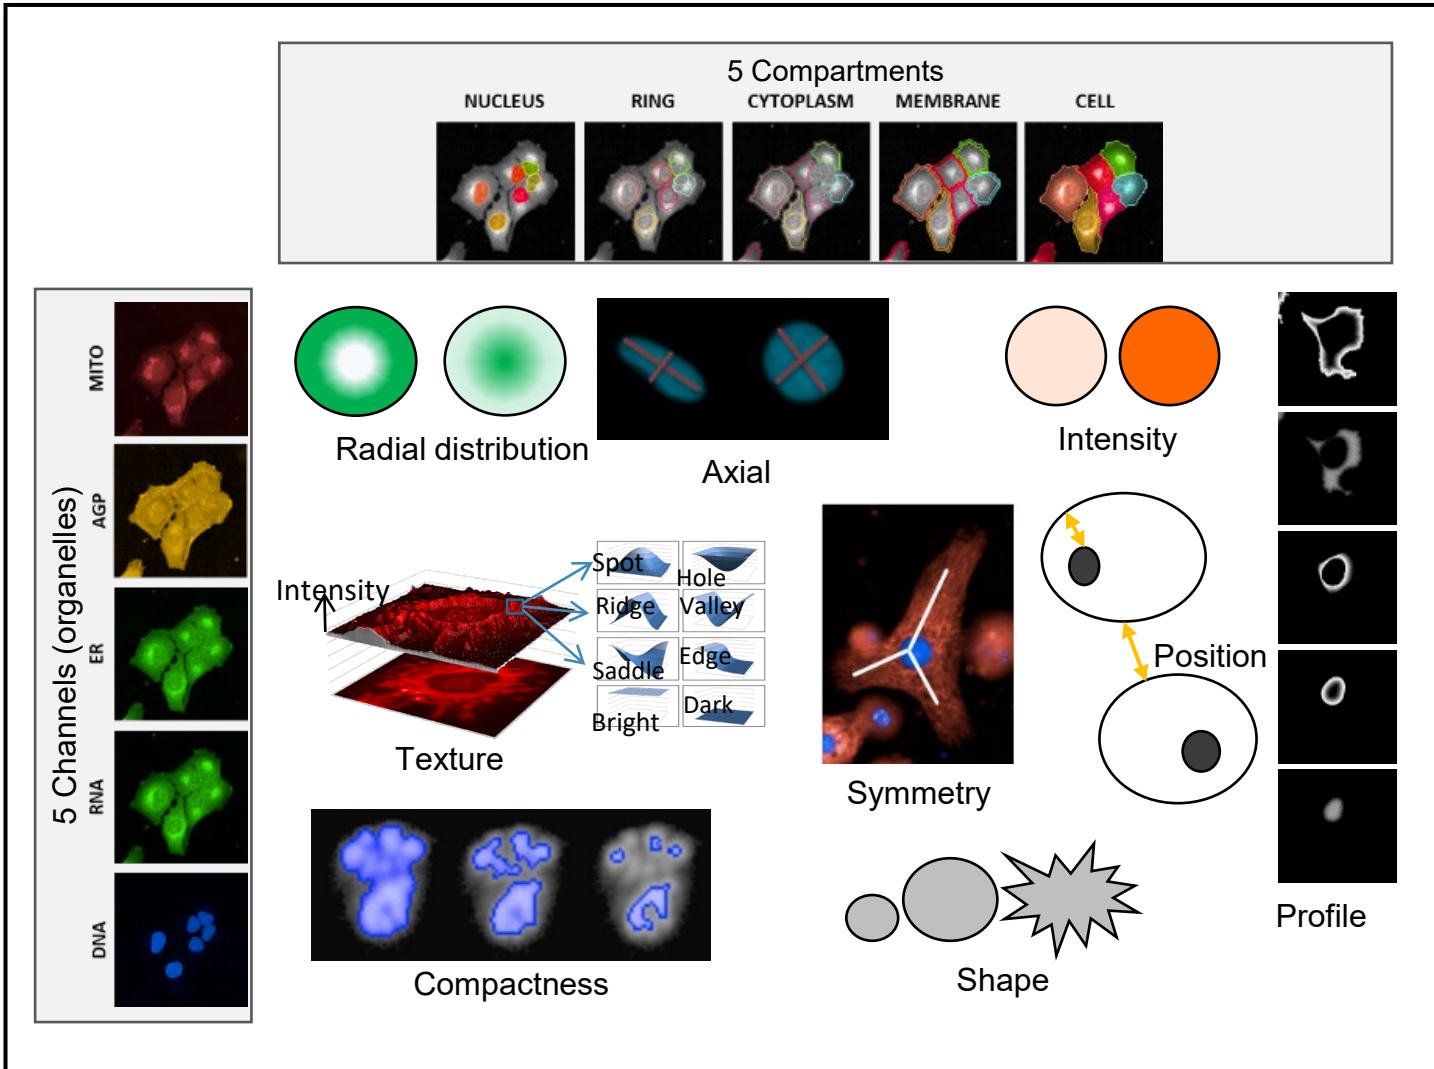 5 Compartments
NUCLEUS
RING
CYTOPLASM
MEMBRANE
CELL
5 Channels (organelles)
MITO
AGP
ER
RNA
DNA
Radial distribution
Axial
Intensity
Intensity
Spot
Hole
Ridge
Valley
Saddle
Edge
Bright
Dark
Texture
Symmetry
Position
Compactness
Shape
Profile